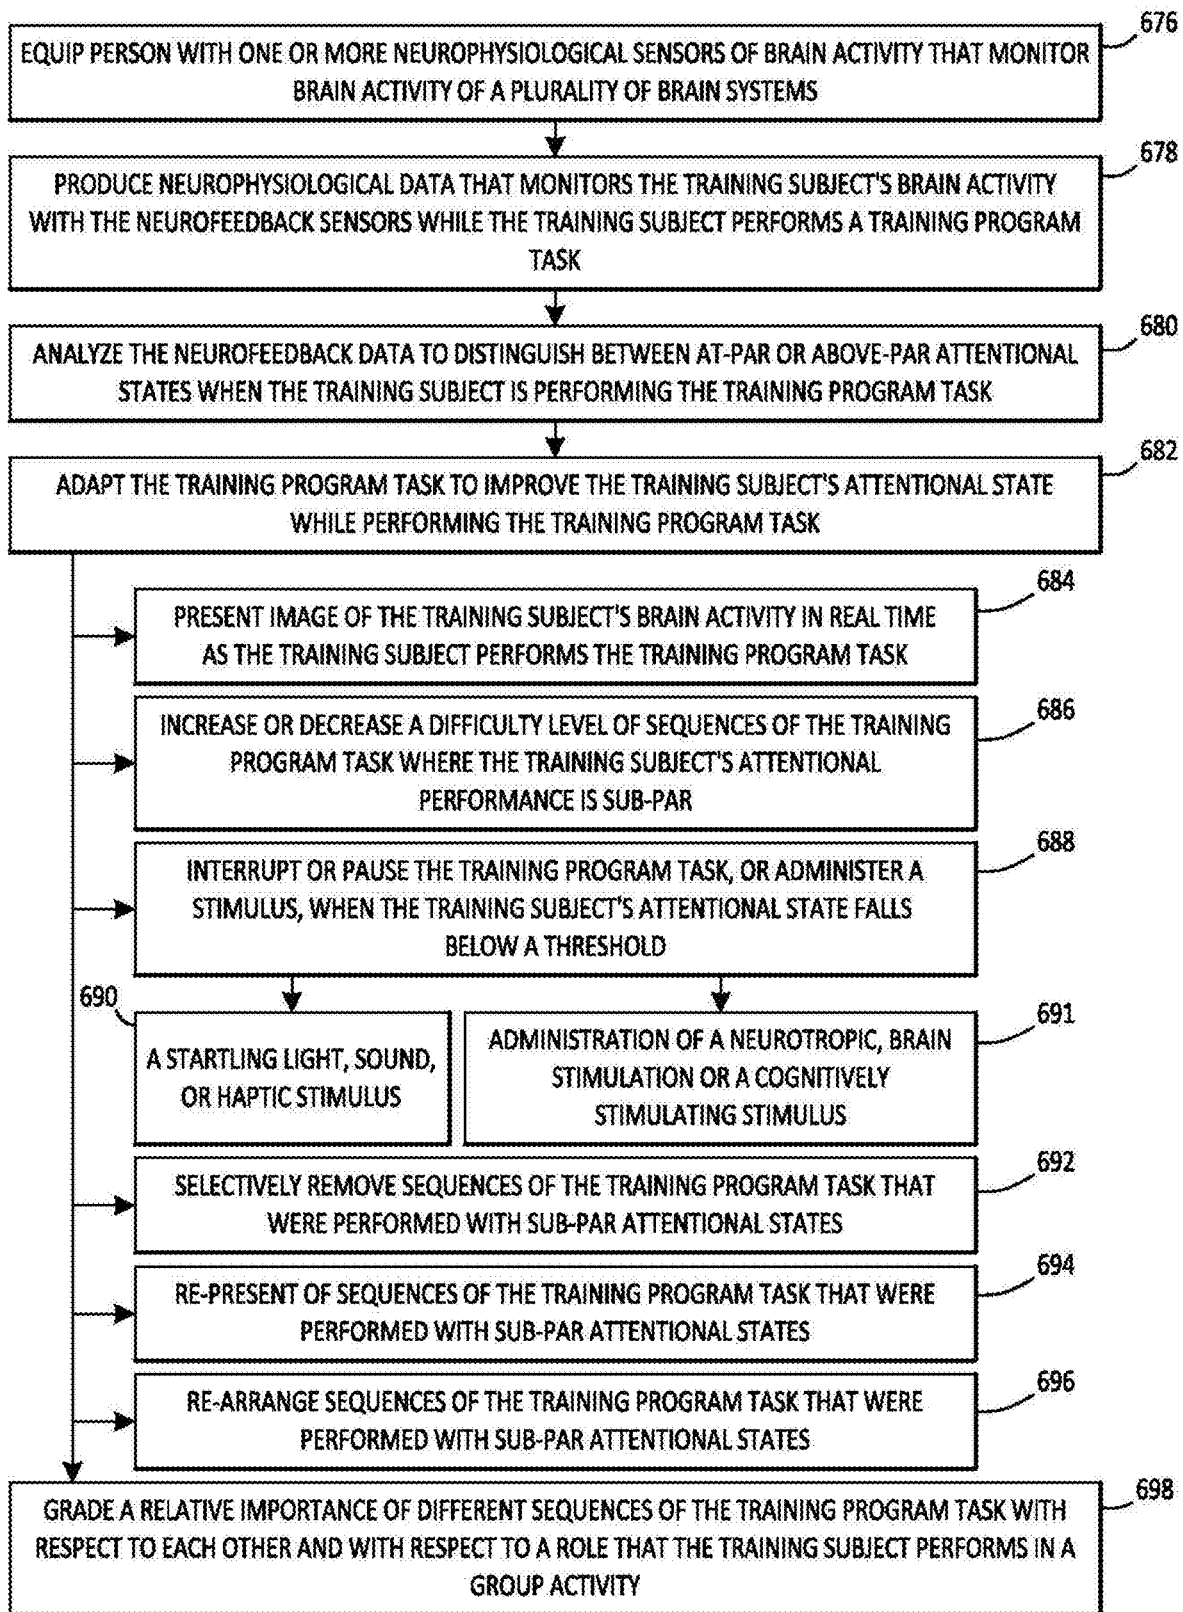 676
EQUIP PERSON WITH ONE OR MORE NEUROPHYSIOLOGICAL SENSORS OF BRAIN ACTIVITY THAT MONITOR
BRAIN ACTIVITY OF A PLURALITY OF BRAIN SYSTEMS
678
PRODUCE NEUROPHYSIOLOGICAL DATA THAT MONITORS THE TRAINING SUBJECT'S BRAIN ACTIVITY
WITH THE NEUROFEEDBACK SENSORS WHILE THE TRAINING SUBJECT PERFORMS A TRAINING PROGRAM
TASK
680
ANALYZE THE NEUROFEEDBACK DATA TO DISTINGUISH BETWEEN AT-PAR OR ABOVE-PAR ATTENTIONAL
STATES WHEN THE TRAINING SUBJECT IS PERFORMING THE TRAINING PROGRAM TASK
682
ADAPT THE TRAINING PROGRAM TASK TO IMPROVE THE TRAINING SUBJECT'S ATTENTIONAL STATE
WHILE PERFORMING THE TRAINING PROGRAM TASK
684
PRESENT IMAGE OF THE TRAINING SUBJECT'S BRAIN ACTIVITY IN REAL TIME
AS THE TRAINING SUBJECT PERFORMS THE TRAINING PROGRAM TASK
686
INCREASE OR DECREASE A DIFFICULTY LEVEL OF SEQUENCES OF THE TRAINING
PROGRAM TASK WHERE THE TRAINING SUBJECT'S ATTENTIONAL
PERFORMANCE IS SUB-PAR
688
INTERRUPT OR PAUSE THE TRAINING PROGRAM TASK, OR ADMINISTER A
STIMULUS, WHEN THE TRAINING SUBJECT'S ATTENTIONAL STATE FALLS
BELOW A THRESHOLD
690
A STARTLING LIGHT, SOUND,
OR HAPTIC STIMULUS
691
ADMINISTRATION OF A NEUROTROPIC, BRAIN
STIMULATION OR A COGNITIVELY
STIMULATING STIMULUS
692
SELECTIVELY REMOVE SEQUENCES OF THE TRAINING PROGRAM TASK THAT
WERE PERFORMED WITH SUB-PAR ATTENTIONAL STATES
694
RE-PRESENT OF SEQUENCES OF THE TRAINING PROGRAM TASK THAT WERE
PERFORMED WITH SUB-PAR ATTENTIONAL STATES
696
RE-ARRANGE SEQUENCES OF THE TRAINING PROGRAM TASK THAT WERE
PERFORMED WITH SUB-PAR ATTENTIONAL STATES
698
GRADE A RELATIVE IMPORTANCE OF DIFFERENT SEQUENCES OF THE TRAINING PROGRAM TASK WITH
RESPECT TO EACH OTHER AND WITH RESPECT TO A ROLE THAT THE TRAINING SUBJECT PERFORMS IN A
GROUP ACTIVITY